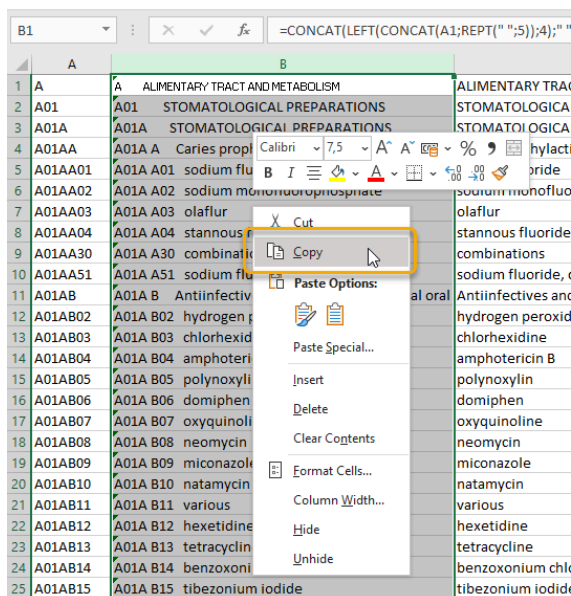 B1 fx =CONCAT(LEFT(CONCAT(A1;REPT(" ";5));4);" "
A B
1 A A ALIMENTARY TRACT AND METABOLISM ALIMENTARY TRAC
2 A01 A01 STOMATOLOGICAL PREPARATIONS STOMATOLOGICA
3 A01A A01A STOMATOLOGICAL PREPARATIONS STOMATOLOGICA
Calibri 7,5 A^ A˅ % 9
4 A01AA A01A A Caries prop hylacti
B I A
5 A01AA01 A01A A01 sodium flu oride
6 A01AA02 A01A A02 sodium monofluorophosphate sodium monofluo
7 A01AA03 A01A A03 olaflur olaflur
Cut
8 A01AA04 A01A A04 stannous f stannous fluoride
Copy
9 A01AA30 A01A A30 combinati combinations
10 A01AA51 A01A A51 sodium flu sodium fluoride, c
Paste Options:
11 A01AB A01A B Antiinfectiv al oral Antiinfectives and
12 A01AB02 A01A B02 hydrogen p hydrogen peroxid
13 A01AB03 A01A B03 chlorhexid chlorhexidine
Paste Special...
14 A01AB04 A01A B04 amphoteri amphotericin B
15 A01AB05 A01A B05 polynoxyli polynoxylin
Insert
16 A01AB06 A01A B06 domiphen domiphen
Delete
17 A01AB07 A01A B07 oxyquinoli oxyquinoline
18 A01AB08 A01A B08 neomycin neomycin
Clear Contents
19 A01AB09 A01A B09 miconazole miconazole
Format Cells...
20 A01AB10 A01A B10 natamycin natamycin
21 A01AB11 A01A B11 various various
Column Width...
22 A01AB12 A01A B12 hexetidine hexetidine
Hide
23 A01AB13 A01A B13 tetracyclin tetracycline
Unhide
24 A01AB14 A01A B14 benzoxoni benzoxonium chlo
25 A01AB15 A01A B15 tibezonium iodide tibezonium iodide